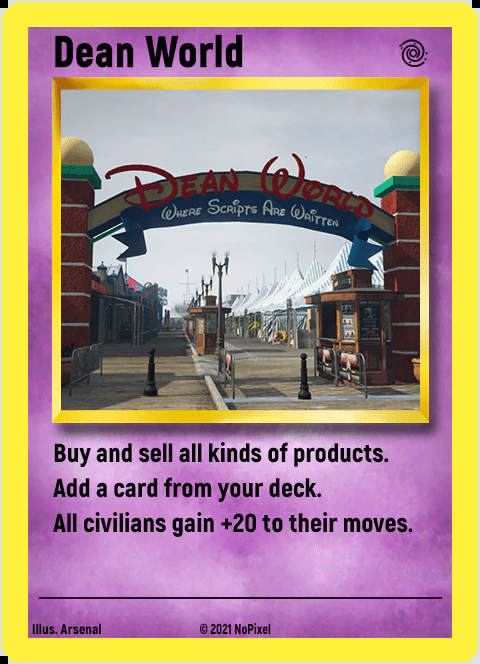 Dean World
DEAN WORLD
WHERE SCRIPTS ARE WRITTEN
Buy and sell all kinds of products.
Add a card from your deck.
All civilians gain +20 to their moves.
Illus. Arsenal © 2021 NoPixel